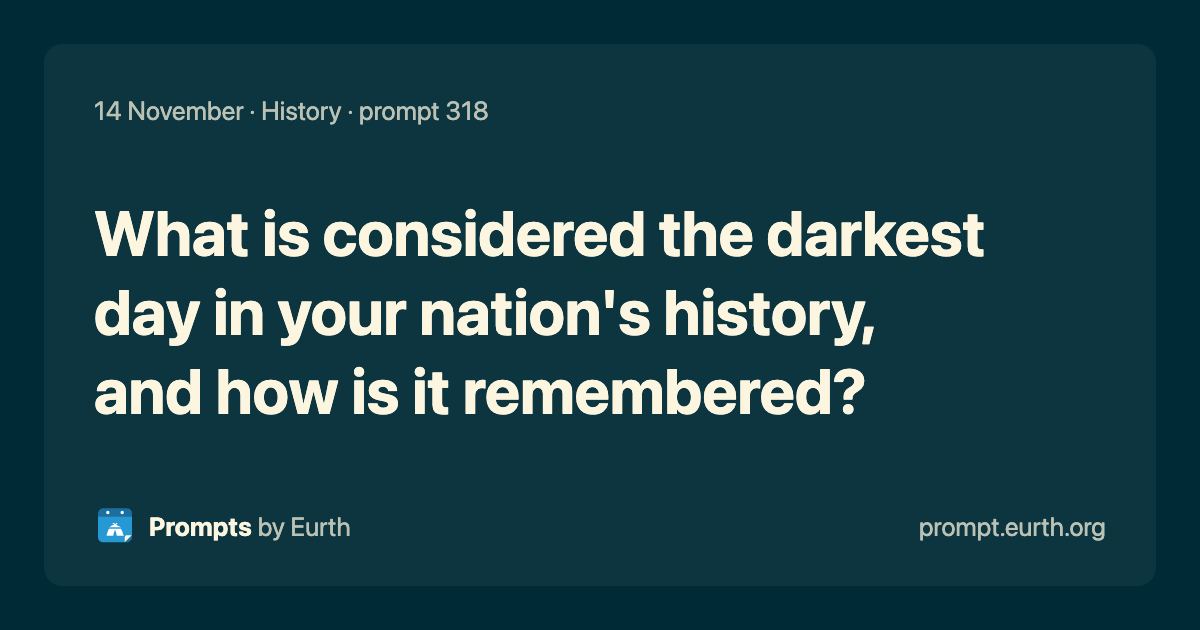 14 November · History · prompt 318
What is considered the darkest
day in your nation's history,
and how is it remembered?
Prompts by Eurth
prompt.eurth.org